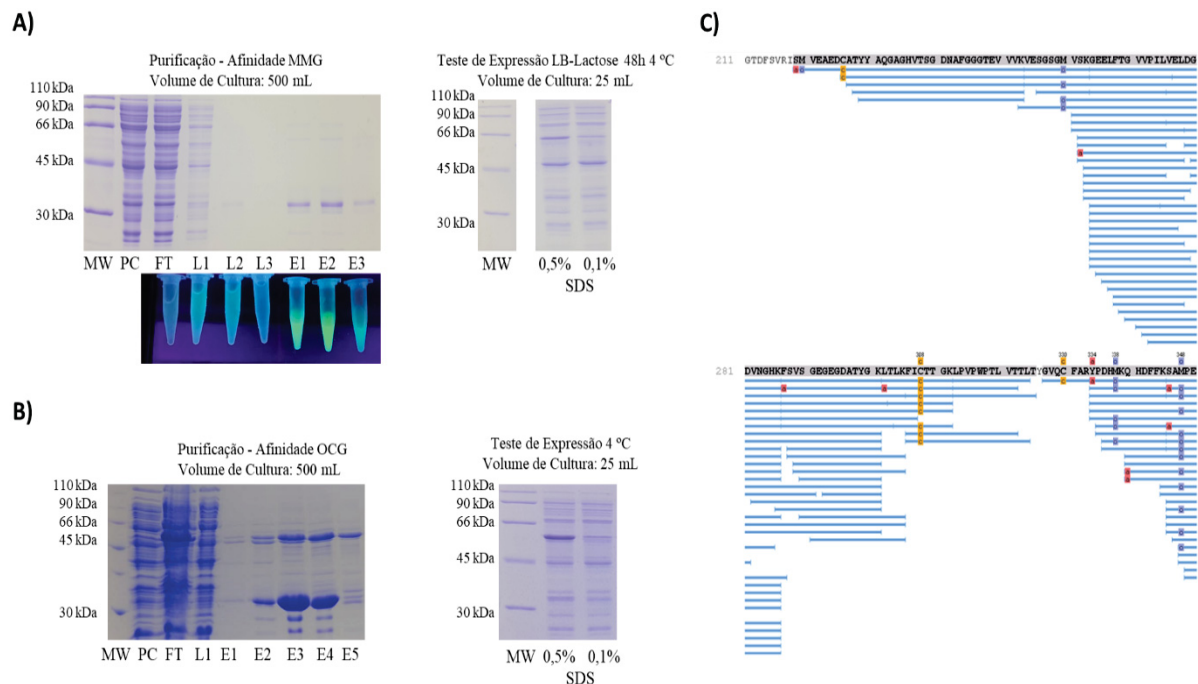 A)
Purificação - Afinidade MMG
Volume de Cultura: 500 mL
110 kDa
90 kDa
66 kDa
45 kDa
30 kDa
MW PC FT L1 L2 L3 E1 E2 E3
Teste de Expressão LB-Lactose 48h 4 ºC
Volume de Cultura: 25 mL
110 kDa
90 kDa
66 kDa
45 kDa
30 kDa
MW 0,5% 0,1%
SDS
B)
Purificação - Afinidade OCG
Volume de Cultura: 500 mL
110 kDa
90 kDa
66 kDa
45 kDa
30 kDa
MW PC FT L1 E1 E2 E3 E4 E5
Teste de Expressão 4 ºC
Volume de Cultura: 25 mL
110 kDa
90 kDa
66 kDa
45 kDa
30 kDa
MW 0,5% 0,1%
SDS
C)
211 GTDFSVRISM VEAEDCATYY AQGAGHVTSG DNAFGGGTEV VVKVESGSGM VSKGEELFTG VVPILVELDG
281 DVNGHKFSVS GEGEGDATYG KLTLKFICTT GKLPVPWPTL VTTLTYGVQC FARYPDHMKQ HDFFKSAMPE